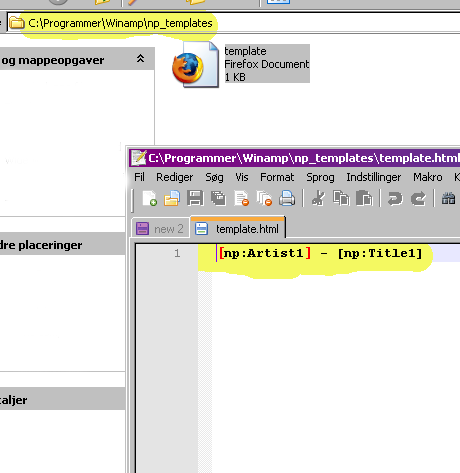 C:\Programmer\Winamp\np_templates
og mappeopgaver
template
Firefox Document
1 KB
C:\Programmer\Winamp\np_templates\template.html
Fil Rediger Søg Vis Format Sprog Indstillinger Makro K
new 2 template.html
dre placeringer
1 [np:Artist1] - [np:Title1]
taljer